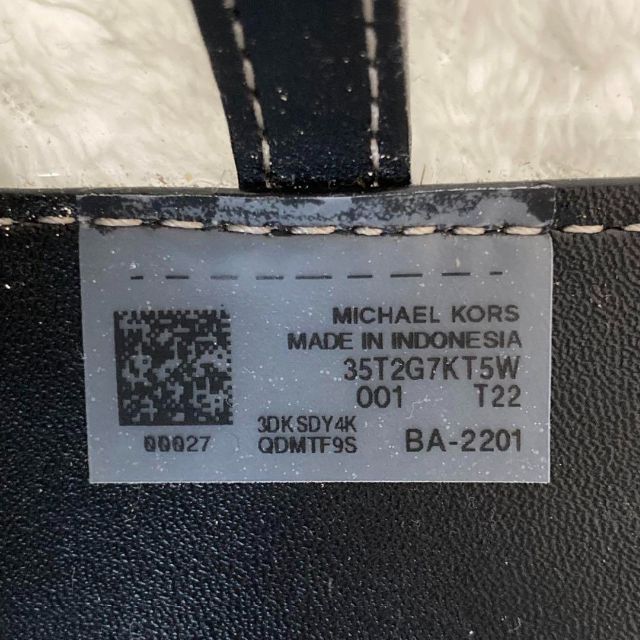 MICHAEL KORS
MADE IN INDONESIA
35T2G7KT5W
001 T22
3DKSDY4K
00027 QDMTF9S BA-2201